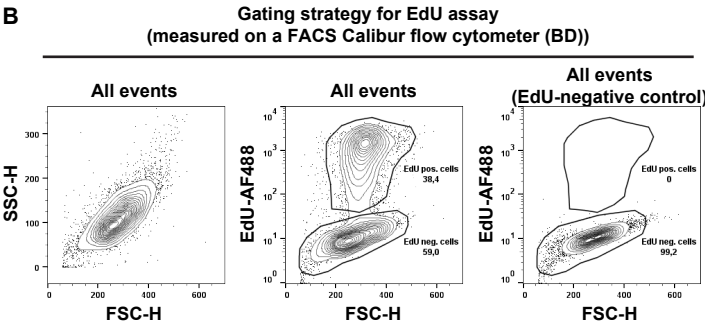 B
Gating strategy for EdU assay
(measured on a FACS Calibur flow cytometer (BD))
All events
SSC-H
300
200
100
0
0
200
400
600
FSC-H
All events
EdU-AF488
10^4
10^3
10^2
10^1
10^0
EdU pos. cells
38,4
EdU neg. cells
59,0
0
200
400
600
FSC-H
All events
(EdU-negative control)
EdU-AF488
10^4
10^3
10^2
10^1
10^0
EdU pos. cells
0
EdU neg. cells
99,2
0
200
400
600
FSC-H